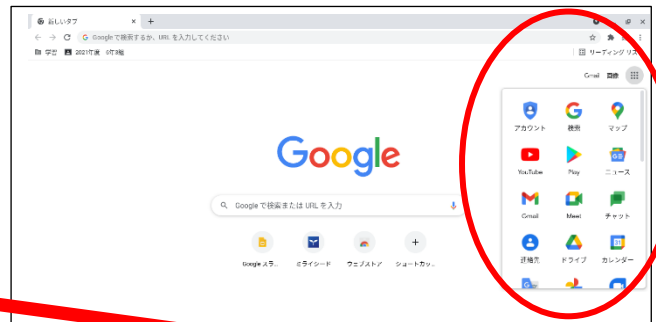 新しいタブ
Google で検索するか、URL を入力してください
学習 2021年度
リーディング リス
Gmail 画像
Google
アカウント 検索 マップ
YouTube Play ニュース
Gmail Meet チャット
連絡先 ドライブ カレンダー
Google で検索または URL を入力
Google スラ... ミライシード ウェブストア ショートカッ...